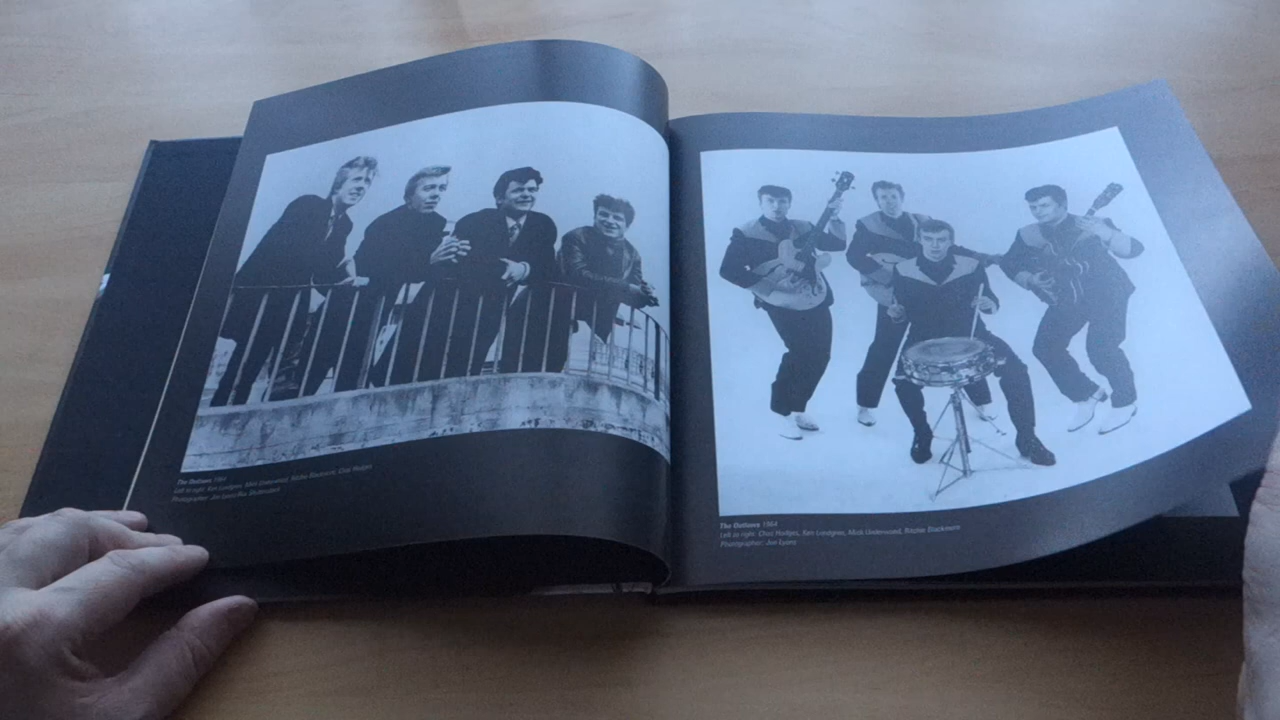 The Outlaws 1964
Left to right: Ken Lundgren, Mick Underwood, Ritchie Blackmore, Chas Hodges
Photographer:
The Outlaws 1964
Left to right: Chas Hodges, Ken Lundgren, Mick Underwood, Ritchie Blackmore
Photographer: Joe Lyons